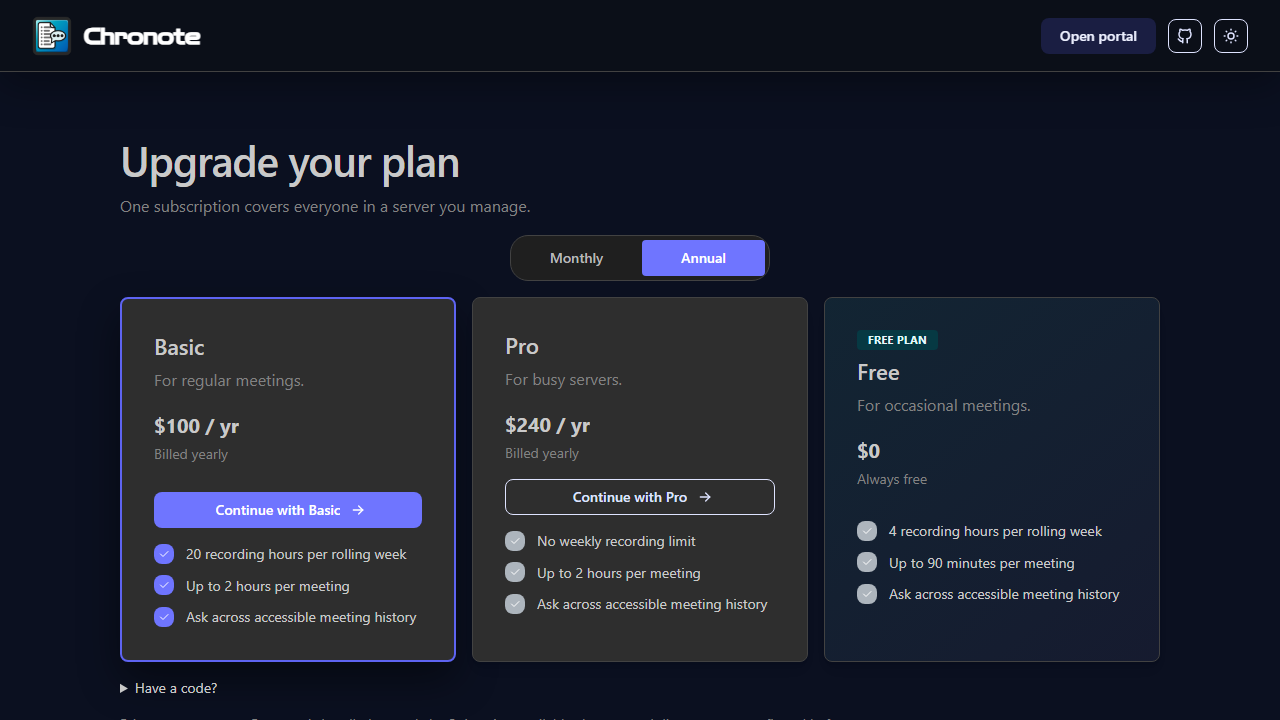 Chronote
Open portal
Upgrade your plan
One subscription covers everyone in a server you manage.
Monthly
Annual
Basic
For regular meetings.
$100 / yr
Billed yearly
Continue with Basic →
20 recording hours per rolling week
Up to 2 hours per meeting
Ask across accessible meeting history
Pro
For busy servers.
$240 / yr
Billed yearly
Continue with Pro →
No weekly recording limit
Up to 2 hours per meeting
Ask across accessible meeting history
FREE PLAN
Free
For occasional meetings.
$0
Always free
4 recording hours per rolling week
Up to 90 minutes per meeting
Ask across accessible meeting history
Have a code?